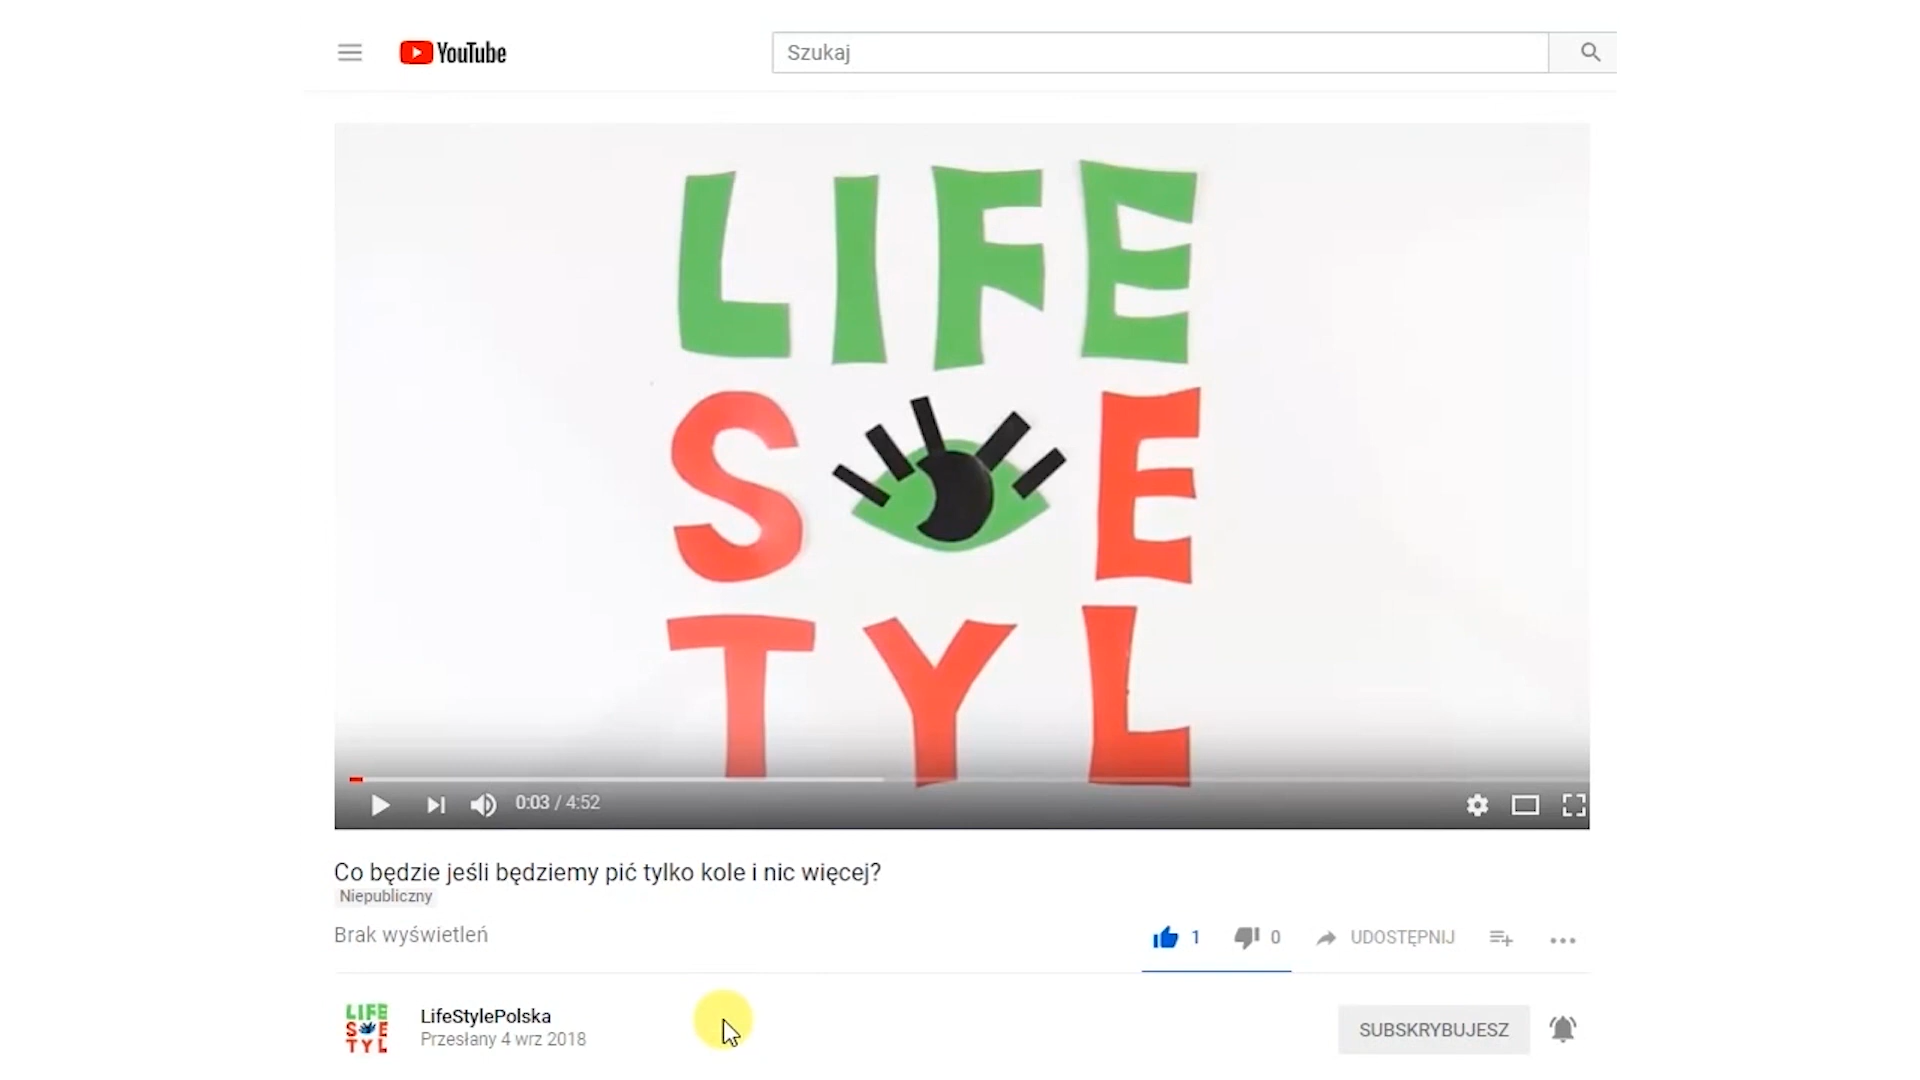 YouTube
Szukaj
LIFE
S E
TYL
0:03 / 4:52
Co będzie jeśli będziemy pić tylko kole i nic więcej?
Niepubliczny
Brak wyświetleń
1 0 UDOSTĘPNIJ
LIFE
S E
TYL
LifeStylePolska
Przesłany 4 wrz 2018
SUBSKRYBUJESZ